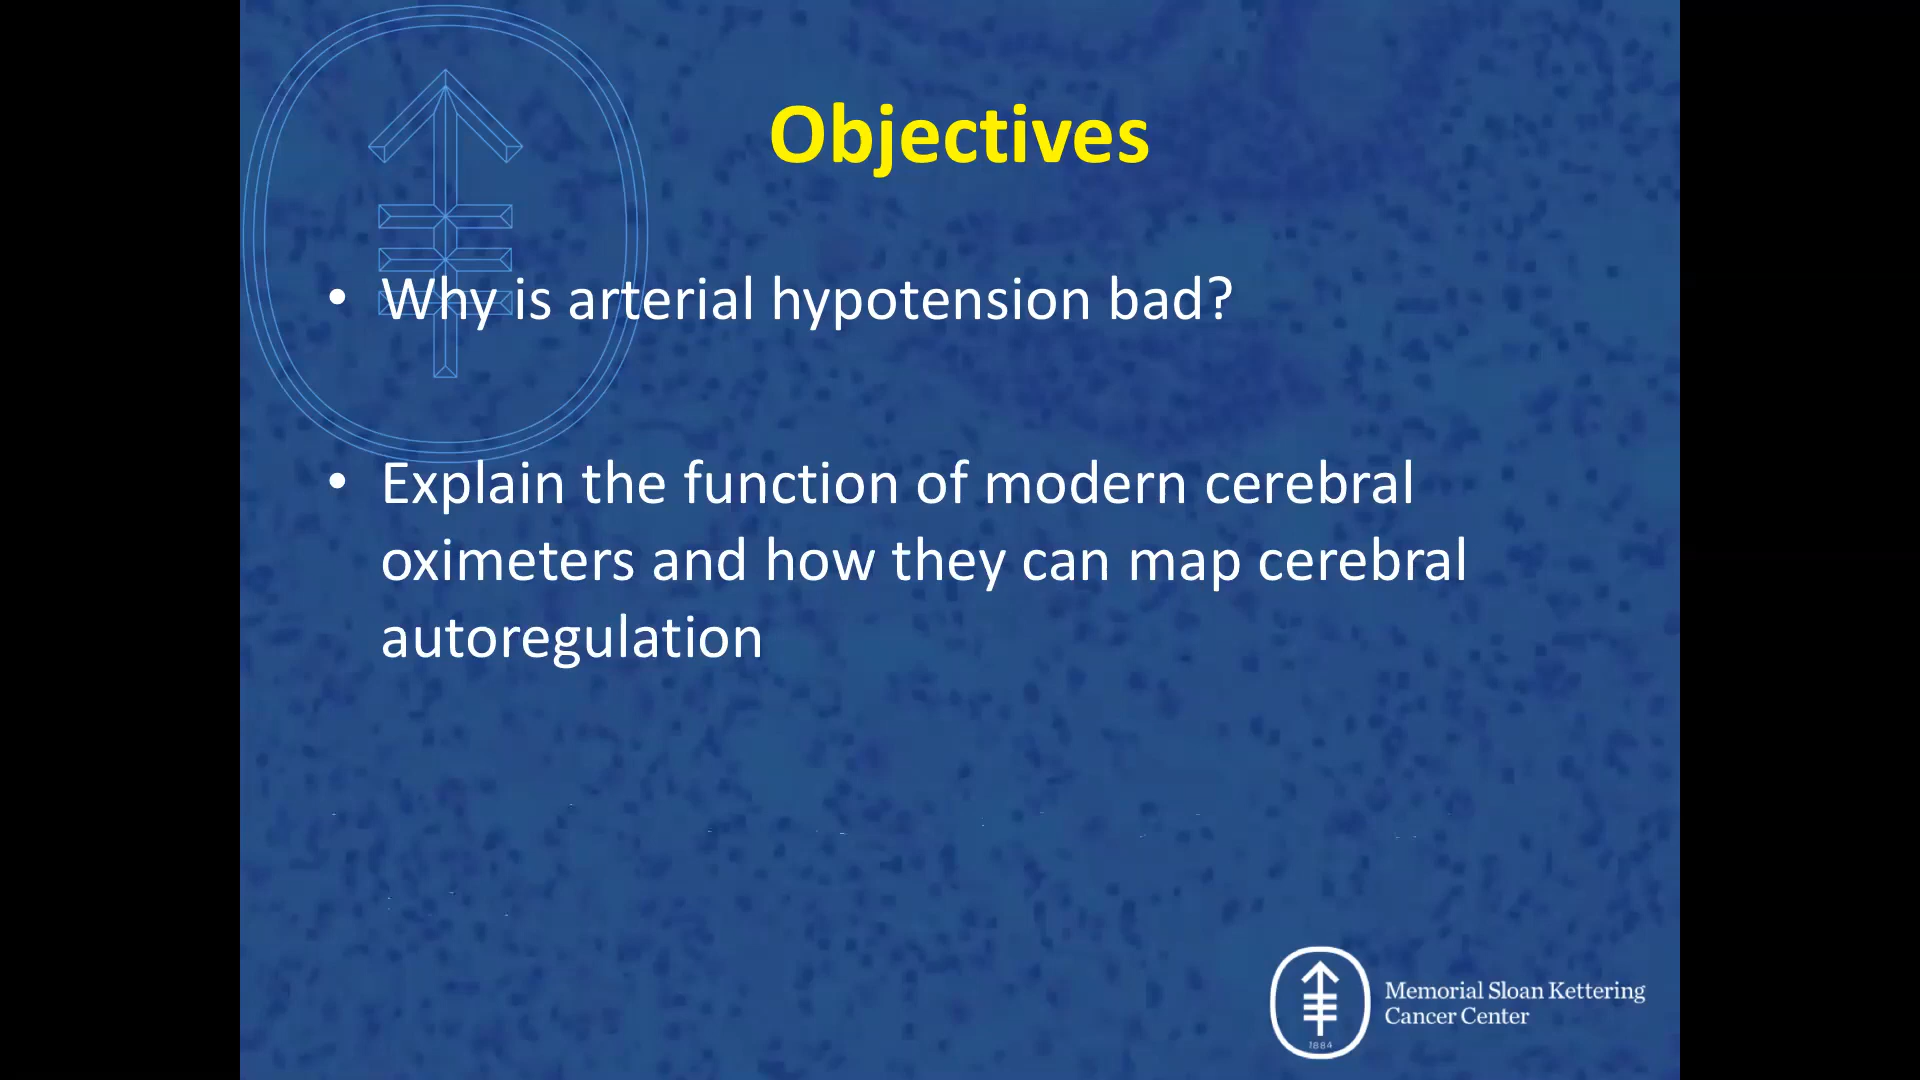 Objectives
• Why is arterial hypotension bad?
• Explain the function of modern cerebral
oximeters and how they can map cerebral
autoregulation
Memorial Sloan Kettering
Cancer Center
1884